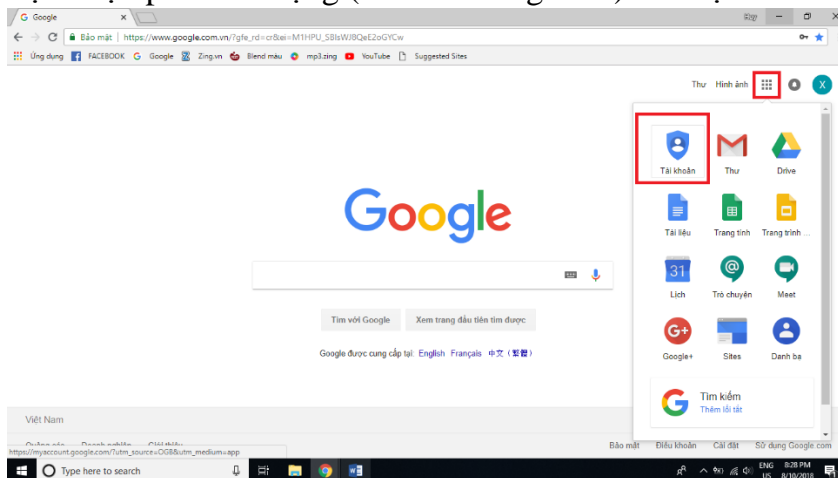 Google
Bảo mật | https://www.google.com.vn/?gfe_rd=cr&ei=M1HPU_SBIsWJ8QeE2oGYCw
Ứng dụng FACEBOOK Google Zing.vn Blend màu mp3.zing YouTube Suggested Sites
Thư Hình ảnh X
Tài khoản Thư Drive
Google
Tài liệu Trang tính Trang trình ...
31
Lịch Trò chuyện Meet
Tìm với Google Xem trang đầu tiên tìm được
G+
Google được cung cấp tại: English Français 中文 (繁體)
Google+ Sites Danh bạ
Tìm kiếm
Thêm lối tắt
Việt Nam
Bảo mật Điều khoản Cài đặt Sử dụng Google.com
https://myaccount.google.com/?utm_source=OGB&utm_medium=app
Type here to search
ENG 8:28 PM
US 8/10/2018